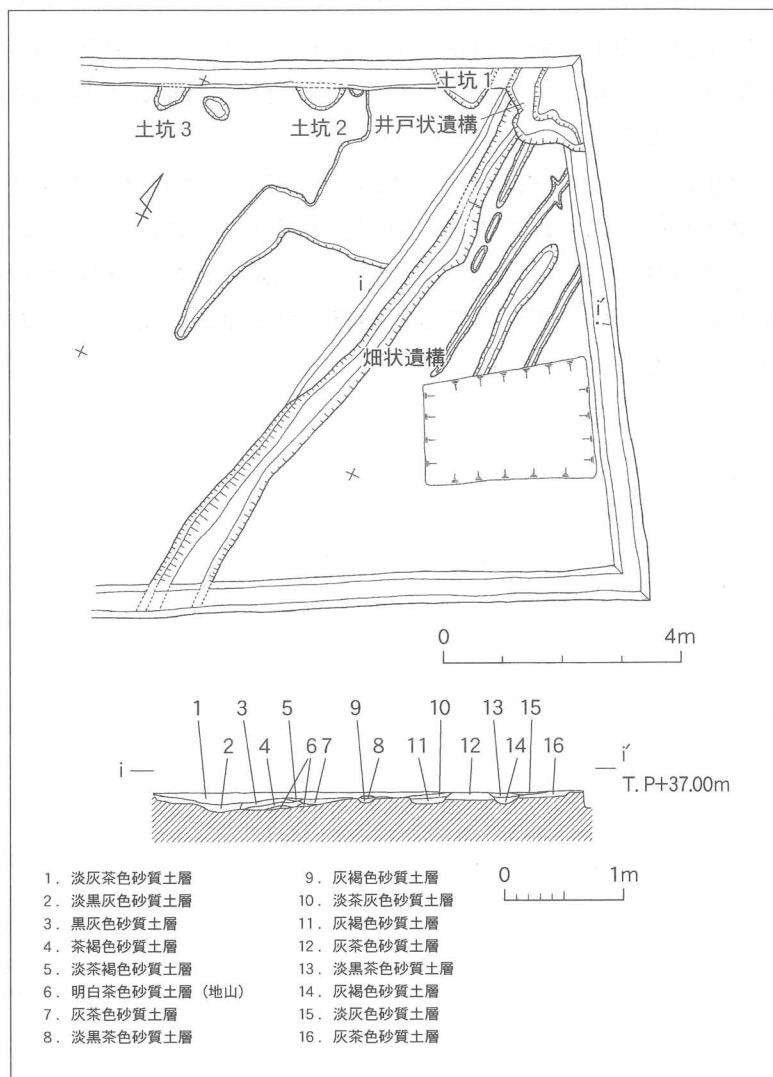 土坑1
土坑3
土坑2
井戸状遺構
i
i′
畑状遺構
0
4m
1
3
5
9
10
13
15
2
4
6
7
8
11
12
14
16
i
i′
T. P+37.00m
0
1m
1. 淡灰茶色砂質土層
2. 淡黒灰色砂質土層
3. 黒灰色砂質土層
4. 茶褐色砂質土層
5. 淡茶褐色砂質土層
6. 明白茶色砂質土層（地山）
7. 灰茶色砂質土層
8. 淡黒茶色砂質土層
9. 灰褐色砂質土層
10. 淡茶灰色砂質土層
11. 灰褐色砂質土層
12. 灰茶色砂質土層
13. 淡黒茶色砂質土層
14. 灰褐色砂質土層
15. 淡灰色砂質土層
16. 灰茶色砂質土層